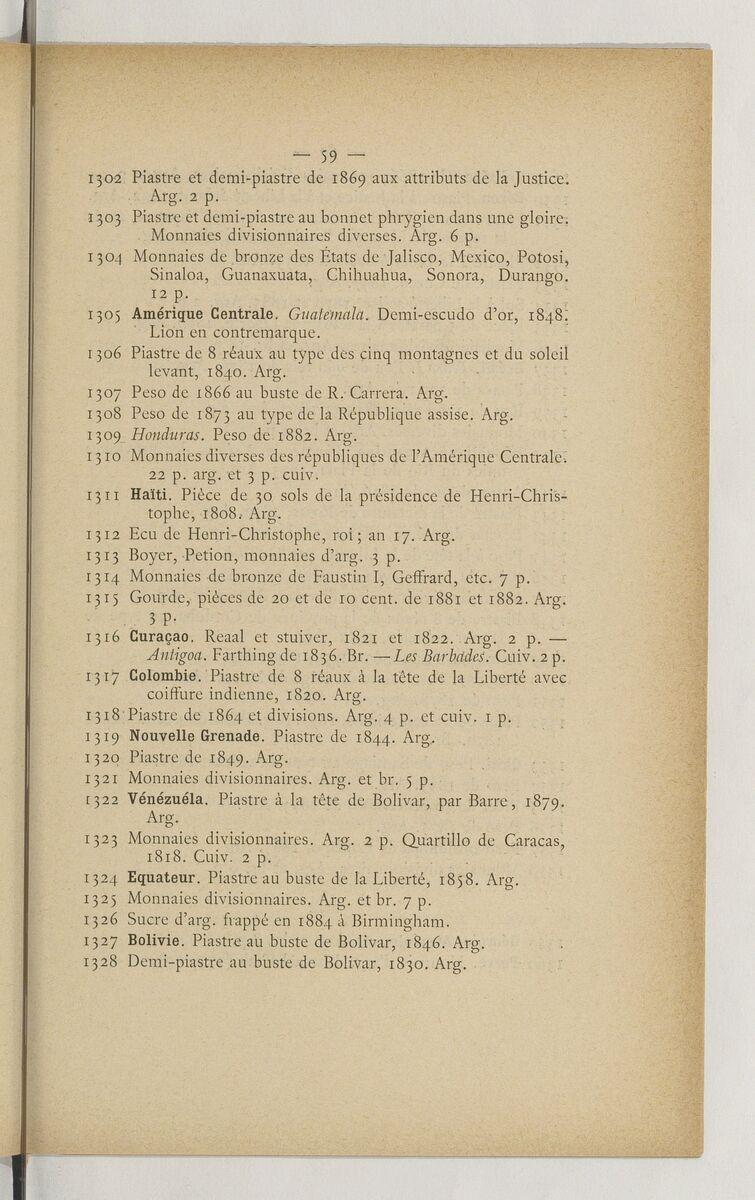 — 59 —
1302 Piastre et demi-piastre de 1869 aux attributs de la Justice.
Arg. 2 p.
1303 Piastre et demi-piastre au bonnet phrygien dans une gloire.
Monnaies divisionnaires diverses. Arg. 6 p.
1304 Monnaies de bronze des États de Jalisco, Mexico, Potosi,
Sinaloa, Guanaxuata, Chihuahua, Sonora, Durango.
12 p.
1305 Amérique Centrale. Guatemala. Demi-escudo d'or, 1848.
Lion en contremarque.
1306 Piastre de 8 réaux au type des cinq montagnes et du soleil
levant, 1840. Arg.
1307 Peso de 1866 au buste de R. Carrera. Arg.
1308 Peso de 1873 au type de la République assise. Arg.
1309 Honduras. Peso de 1882. Arg.
1310 Monnaies diverses des républiques de l'Amérique Centrale.
22 p. arg. et 3 p. cuiv.
1311 Haïti. Pièce de 30 sols de la présidence de Henri-Chris-
tophe, 1808. Arg.
1312 Ecu de Henri-Christophe, roi; an 17. Arg.
1313 Boyer, Petion, monnaies d'arg. 3 p.
1314 Monnaies de bronze de Faustin I, Geffrard, etc. 7 p.
1315 Gourde, pièces de 20 et de 10 cent. de 1881 et 1882. Arg.
3 p.
1316 Curaçao. Reaal et stuiver, 1821 et 1822. Arg. 2 p. —
Antigoa. Farthing de 1836. Br. — Les Barbades. Cuiv. 2 p.
1317 Colombie. Piastre de 8 réaux à la tête de la Liberté avec
coiffure indienne, 1820. Arg.
1318 Piastre de 1864 et divisions. Arg. 4 p. et cuiv. 1 p.
1319 Nouvelle Grenade. Piastre de 1844. Arg.
1320 Piastre de 1849. Arg.
1321 Monnaies divisionnaires. Arg. et br. 5 p.
1322 Vénézuéla. Piastre à la tête de Bolivar, par Barre, 1879.
Arg.
1323 Monnaies divisionnaires. Arg. 2 p. Quartillo de Caracas,
1818. Cuiv. 2 p.
1324 Equateur. Piastre au buste de la Liberté, 1858. Arg.
1325 Monnaies divisionnaires. Arg. et br. 7 p.
1326 Sucre d'arg. frappé en 1884 à Birmingham.
1327 Bolivie. Piastre au buste de Bolivar, 1846. Arg.
1328 Demi-piastre au buste de Bolivar, 1830. Arg.